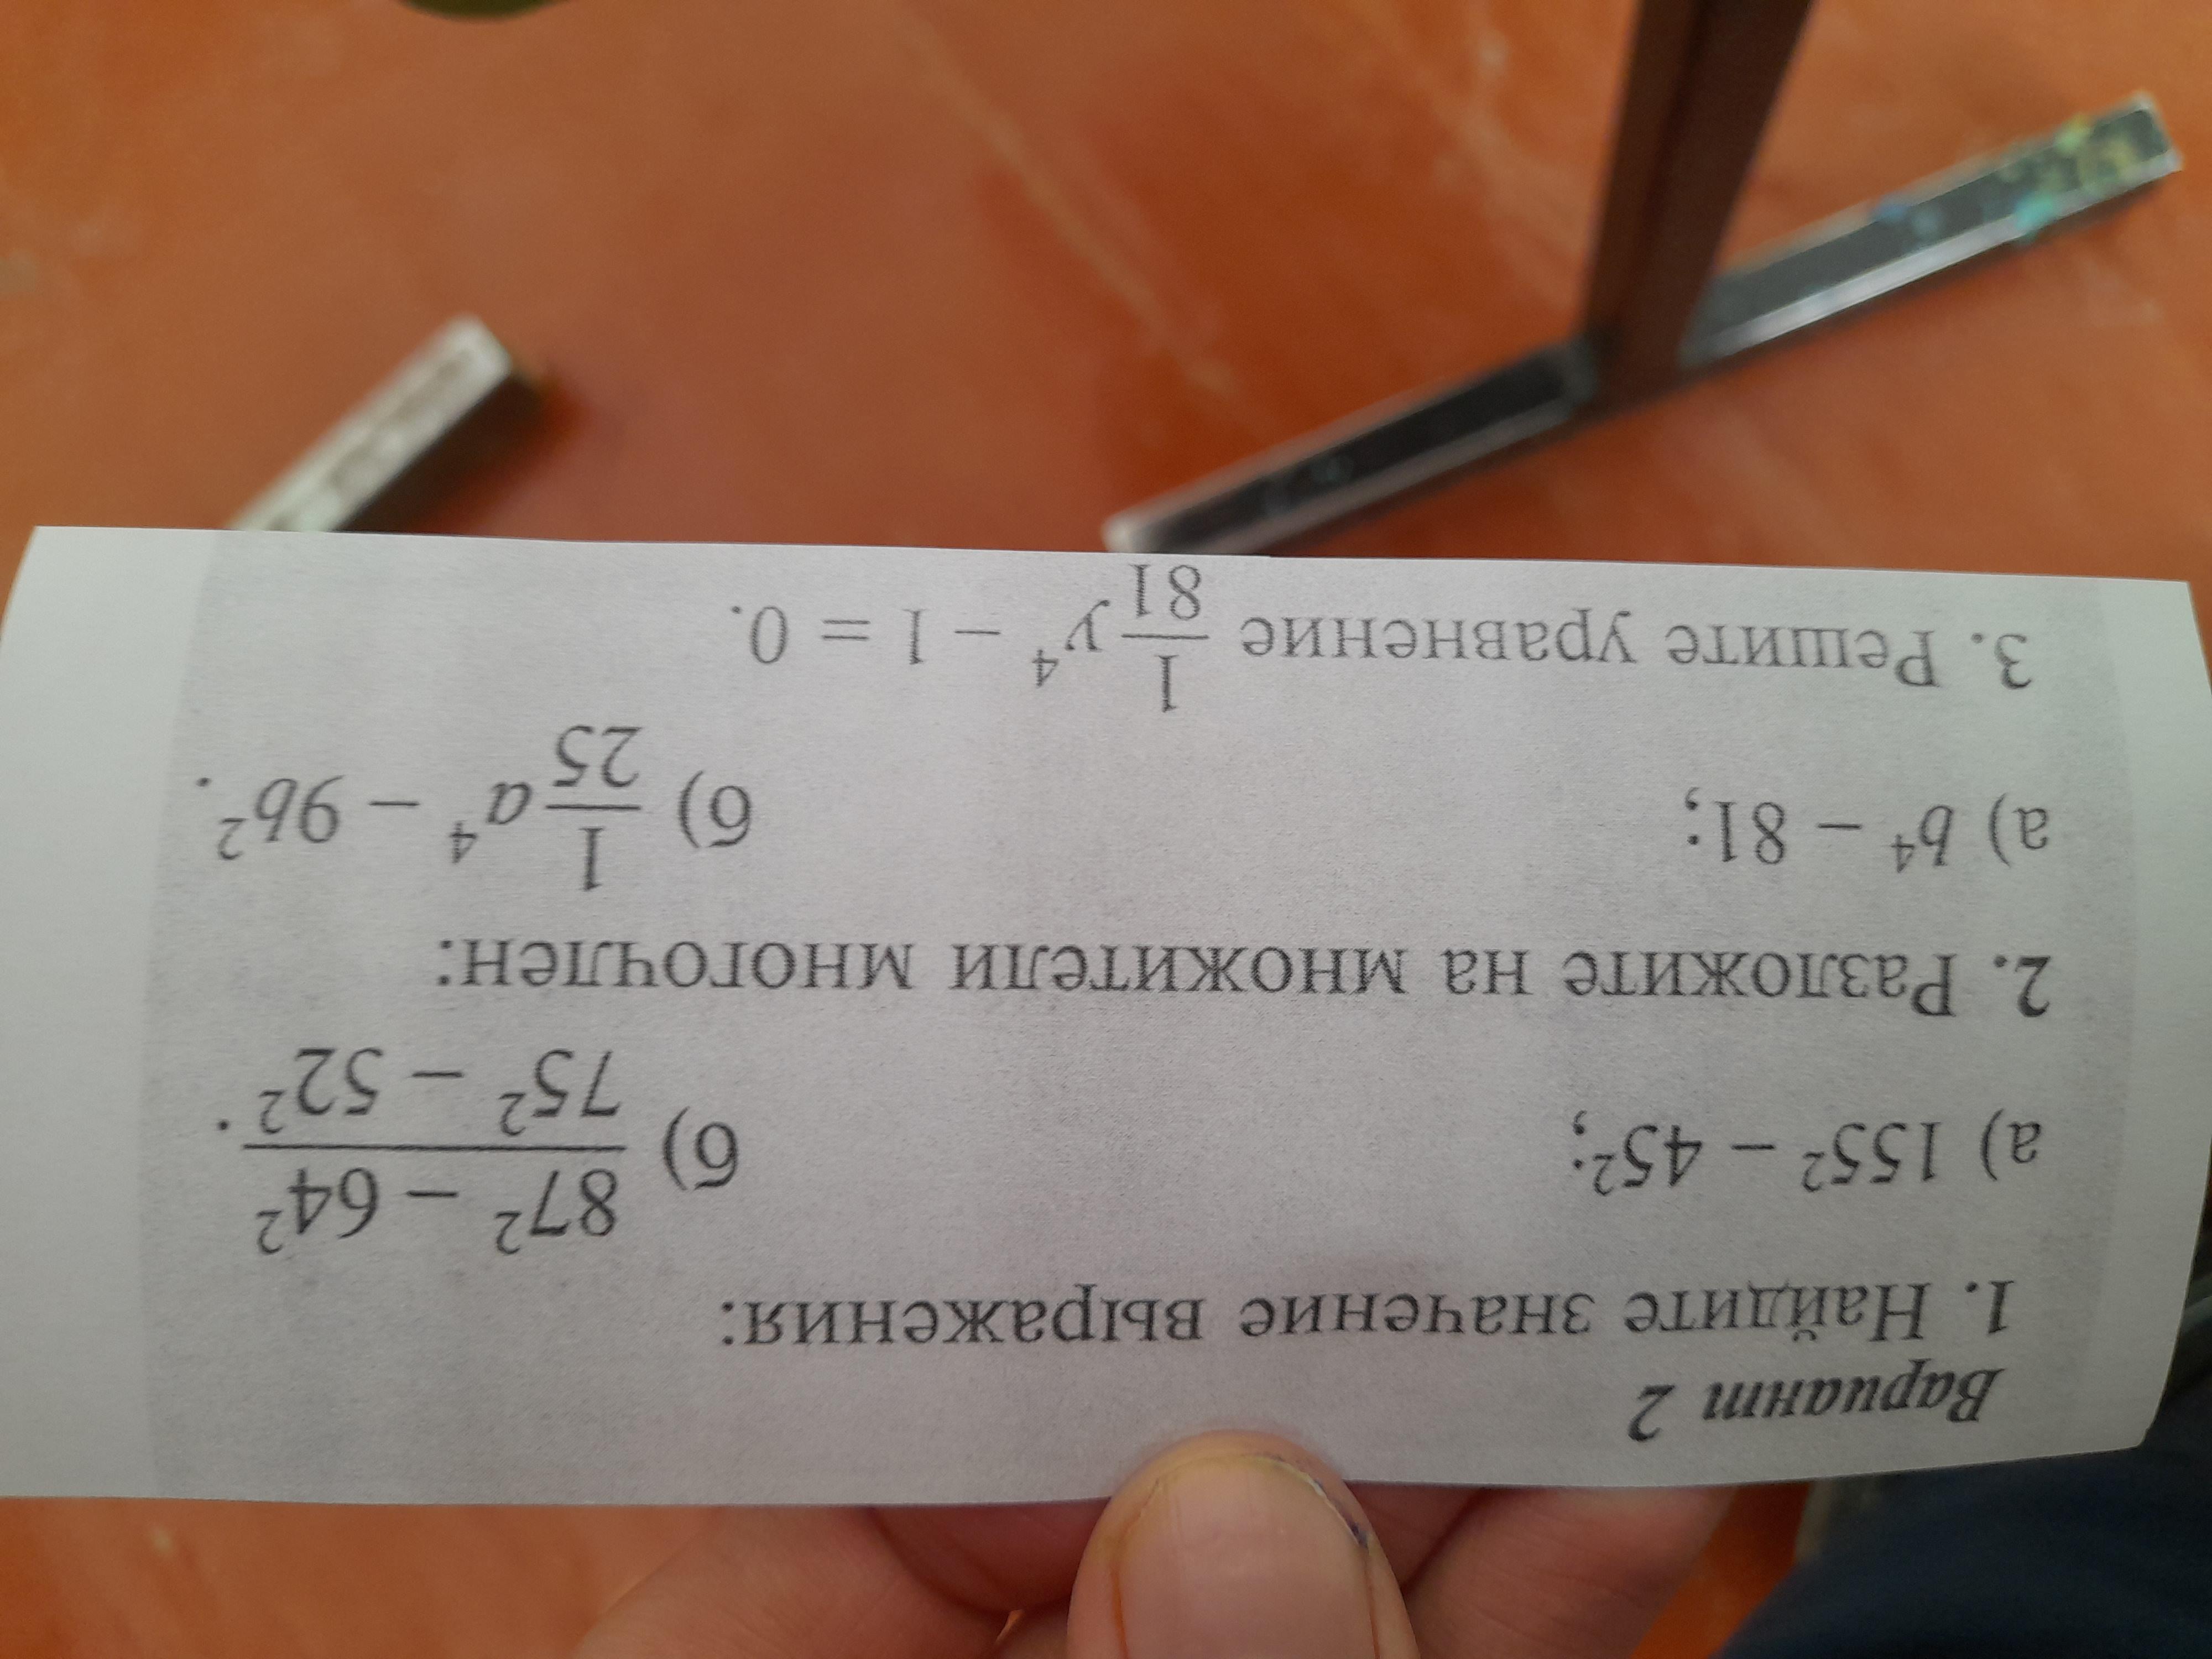 Вариант 2
1. Найдите значение выражения:
а) 155² − 45²; б) (87² − 64²)/(75² − 52²).
2. Разложите на множители многочлен:
а) b⁴ − 81; б) 1/25 a⁴ − 9b².
3. Решите уравнение 1/81 y⁴ − 1 = 0.